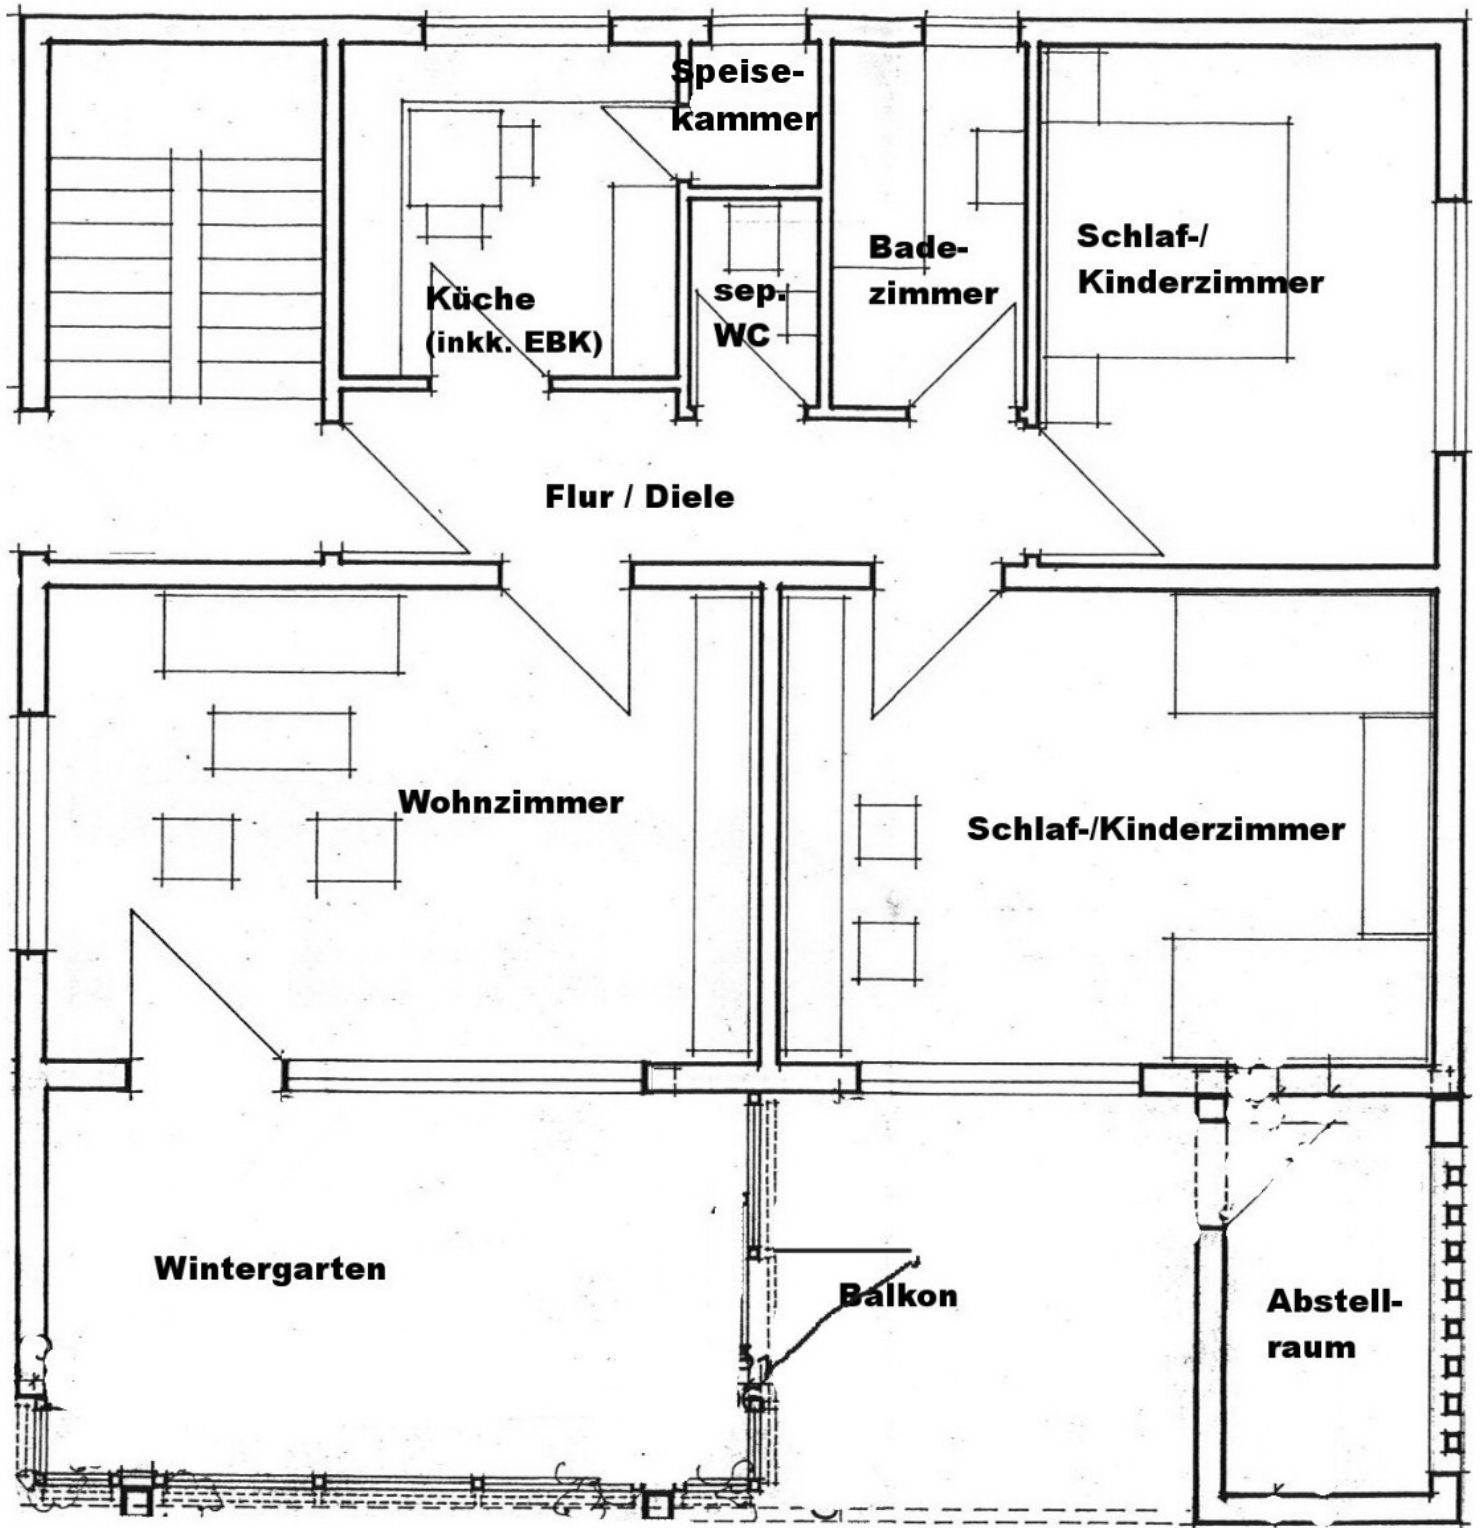 Speise-
kammer
Küche
(inkk. EBK)
sep.
WC
Bade-
zimmer
Schlaf-/
Kinderzimmer
Flur / Diele
Wohnzimmer
Schlaf-/Kinderzimmer
Wintergarten
Balkon
Abstell-
raum